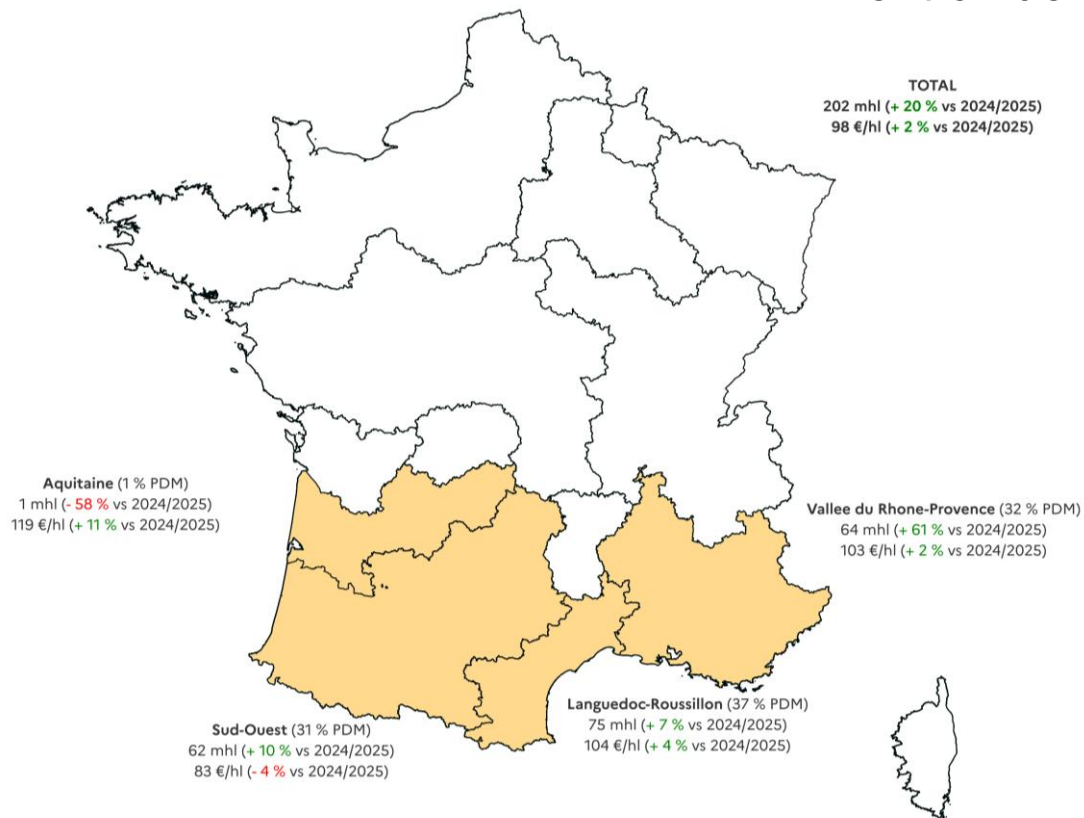 TOTAL
202 mhl (+ 20 % vs 2024/2025)
98 €/hl (+ 2 % vs 2024/2025)
Aquitaine (1 % PDM)
1 mhl (- 58 % vs 2024/2025)
119 €/hl (+ 11 % vs 2024/2025)
Vallee du Rhone-Provence (32 % PDM)
64 mhl (+ 61 % vs 2024/2025)
103 €/hl (+ 2 % vs 2024/2025)
Languedoc-Roussillon (37 % PDM)
75 mhl (+ 7 % vs 2024/2025)
104 €/hl (+ 4 % vs 2024/2025)
Sud-Ouest (31 % PDM)
62 mhl (+ 10 % vs 2024/2025)
83 €/hl (- 4 % vs 2024/2025)